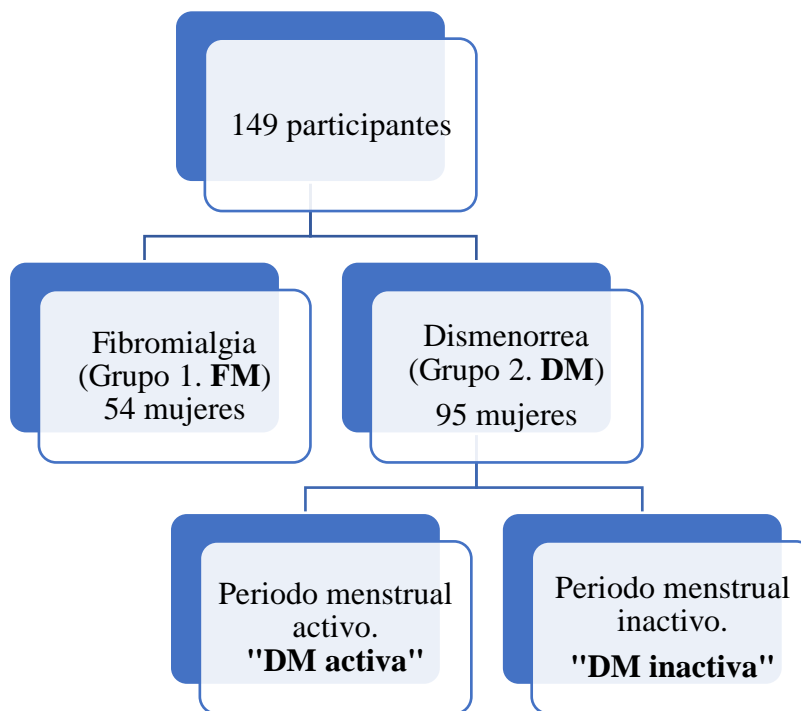 149 participantes
Fibromialgia
(Grupo 1. FM)
54 mujeres
Dismenorrea
(Grupo 2. DM)
95 mujeres
Periodo menstrual
activo.
"DM activa"
Periodo menstrual
inactivo.
"DM inactiva"